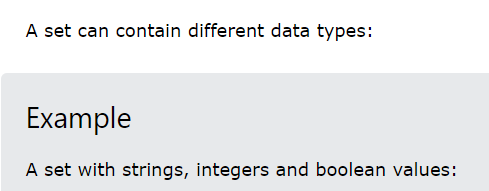 A set can contain different data types:
Example
A set with strings, integers and boolean values: